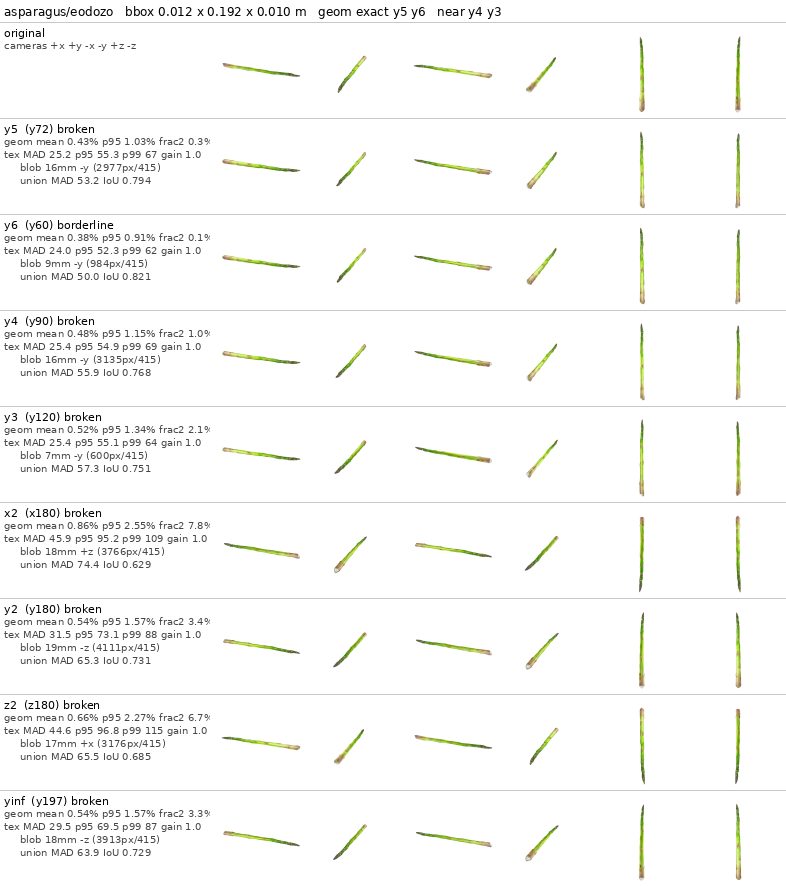 asparagus/eodozo bbox 0.012 x 0.192 x 0.010 m geom exact y5 y6 near y4 y3
original
cameras +x +y -x -y +z -z
y5 (y72) broken
geom mean 0.43% p95 1.03% frac2 0.3%
tex MAD 25.2 p95 55.3 p99 67 gain 1.0
blob 16mm -y (2977px/415)
union MAD 53.2 IoU 0.794
y6 (y60) borderline
geom mean 0.38% p95 0.91% frac2 0.1%
tex MAD 24.0 p95 52.3 p99 62 gain 1.0
blob 9mm -y (984px/415)
union MAD 50.0 IoU 0.821
y4 (y90) broken
geom mean 0.48% p95 1.15% frac2 1.0%
tex MAD 25.4 p95 54.9 p99 69 gain 1.0
blob 16mm -y (3135px/415)
union MAD 55.9 IoU 0.768
y3 (y120) broken
geom mean 0.52% p95 1.34% frac2 2.1%
tex MAD 25.4 p95 55.1 p99 64 gain 1.0
blob 7mm -y (600px/415)
union MAD 57.3 IoU 0.751
x2 (x180) broken
geom mean 0.86% p95 2.55% frac2 7.8%
tex MAD 45.9 p95 95.2 p99 109 gain 1.0
blob 18mm +z (3766px/415)
union MAD 74.4 IoU 0.629
y2 (y180) broken
geom mean 0.54% p95 1.57% frac2 3.4%
tex MAD 31.5 p95 73.1 p99 88 gain 1.0
blob 19mm -z (4111px/415)
union MAD 65.3 IoU 0.731
z2 (z180) broken
geom mean 0.66% p95 2.27% frac2 6.7%
tex MAD 44.6 p95 96.8 p99 115 gain 1.0
blob 17mm +x (3176px/415)
union MAD 65.5 IoU 0.685
yinf (y197) broken
geom mean 0.54% p95 1.57% frac2 3.3%
tex MAD 29.5 p95 69.5 p99 87 gain 1.0
blob 18mm -z (3913px/415)
union MAD 63.9 IoU 0.729